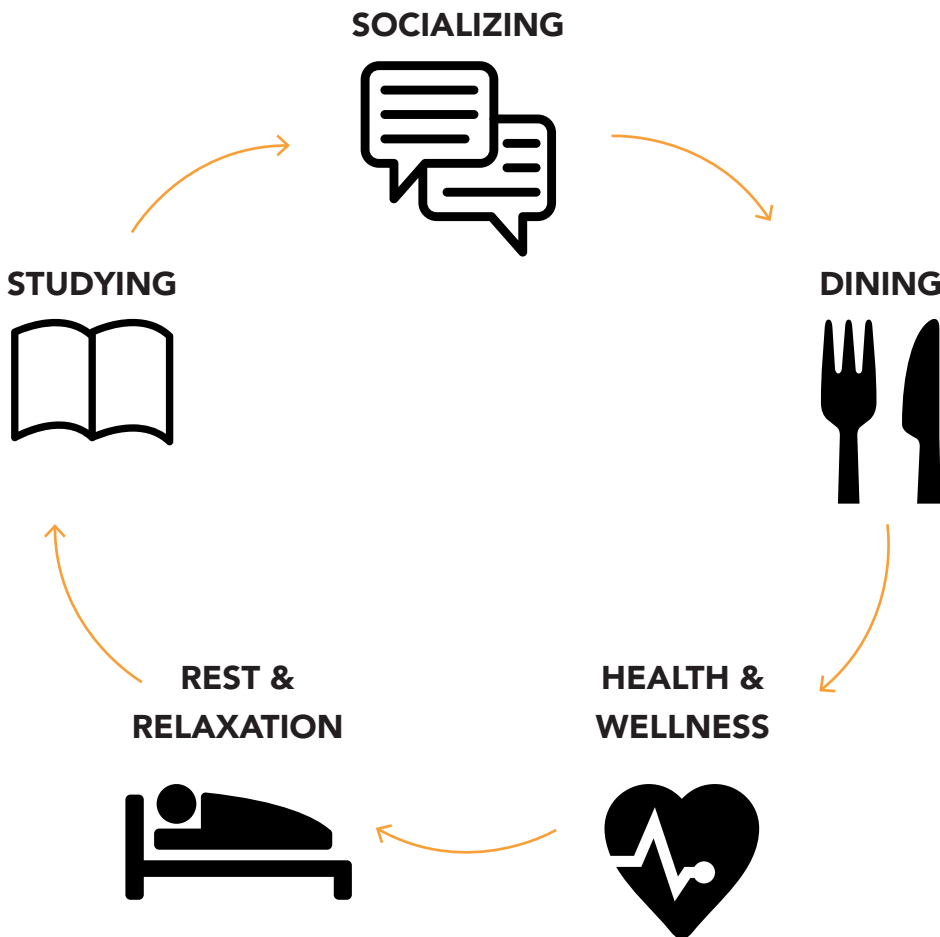 SOCIALIZING
STUDYING
DINING
REST &
RELAXATION
HEALTH &
WELLNESS